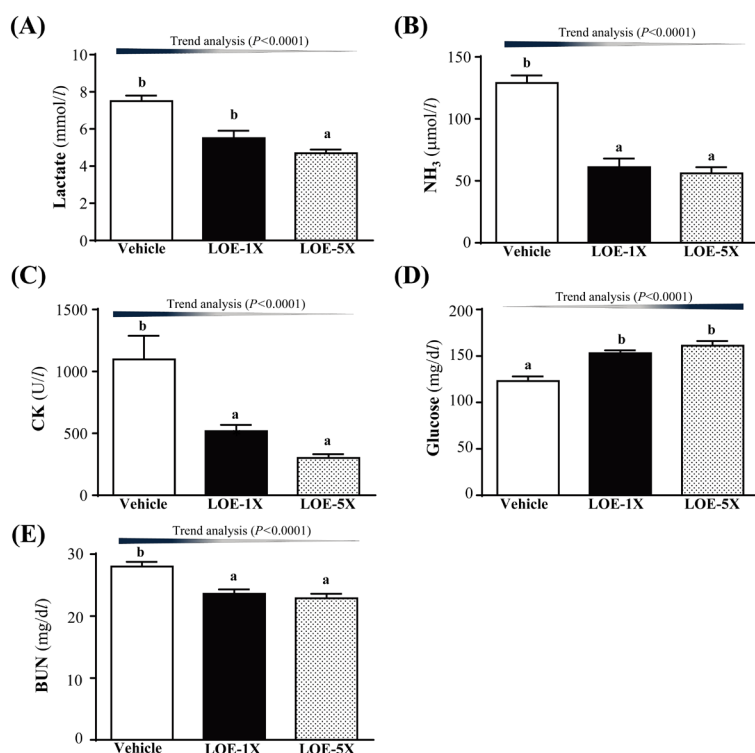 (A)
Trend analysis (P<0.0001)
10
8
6
4
2
0
Lactate (mmol/l)
b
b
a
Vehicle LOE-1X LOE-5X
(B)
Trend analysis (P<0.0001)
150
100
50
0
NH3 (μmol/l)
b
a
a
Vehicle LOE-1X LOE-5X
(C)
Trend analysis (P<0.0001)
1500
1000
500
0
CK (U/l)
b
a
a
Vehicle LOE-1X LOE-5X
(D)
Trend analysis (P<0.0001)
200
150
100
50
0
Glucose (mg/dl)
a
b
b
Vehicle LOE-1X LOE-5X
(E)
Trend analysis (P<0.0001)
30
20
10
0
BUN (mg/dl)
b
a
a
Vehicle LOE-1X LOE-5X